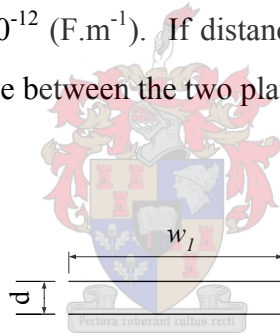 0⁻¹² (F.m⁻¹). If distanc
e between the two pla
w₁
d
Pectora roborant cultus recti